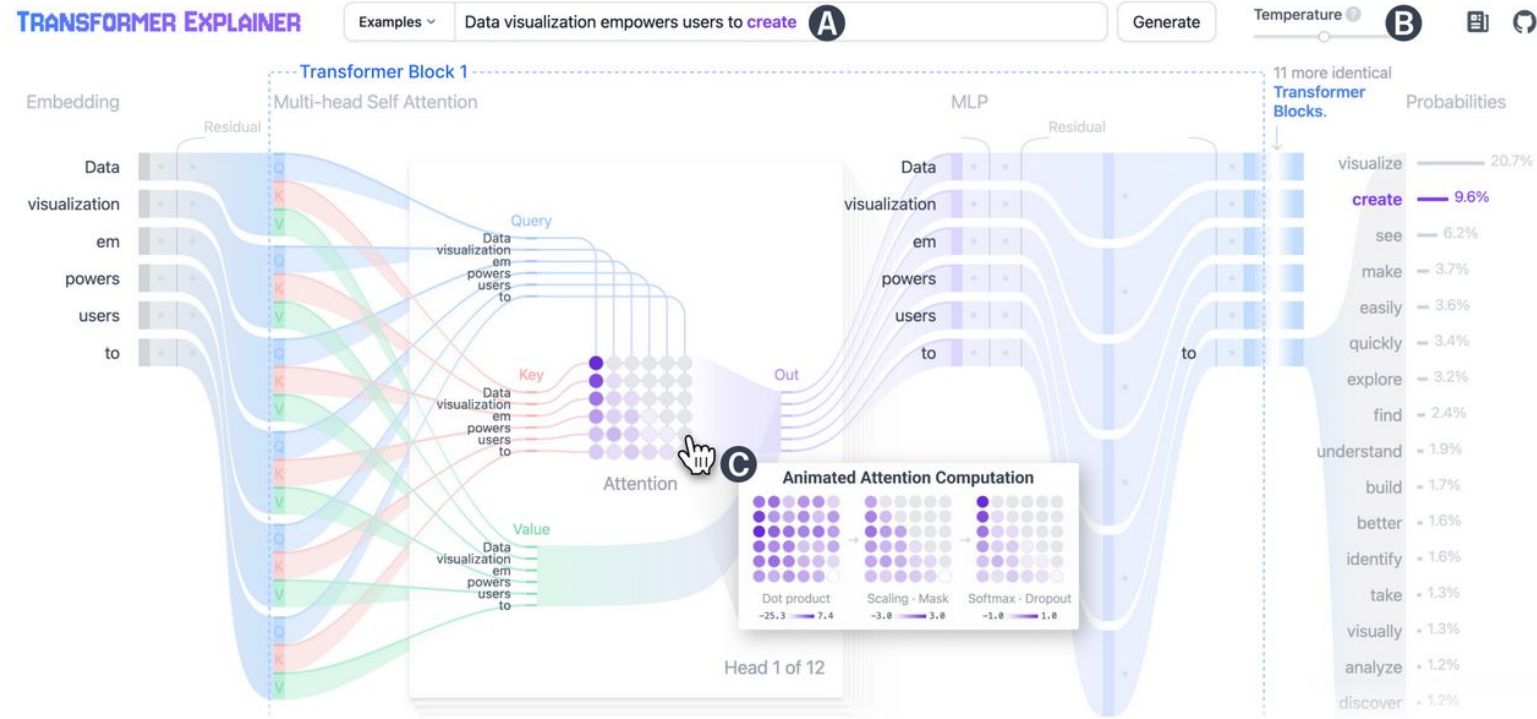 TRANSFORMER EXPLAINER
Examples
Data visualization empowers users to create
A
Generate
Temperature ?
B
Transformer Block 1
11 more identical
Transformer
Blocks.
Embedding
Multi-head Self Attention
MLP
Probabilities
Residual
Residual
Data
visualization
em
powers
users
to
Q
K
V
Q
K
V
Q
K
V
Q
K
V
Q
K
V
Q
K
V
Query
Data
visualization
em
powers
users
to
Key
Data
visualization
em
powers
users
to
Attention
Value
Data
visualization
em
powers
users
to
Out
Head 1 of 12
C
Animated Attention Computation
Dot product
-25.3 7.4
Scaling · Mask
-3.0 3.0
Softmax · Dropout
-1.0 1.0
Data
visualization
em
powers
users
to
to
visualize 20.7%
create 9.6%
see 6.2%
make 3.7%
easily 3.6%
quickly 3.4%
explore 3.2%
find 2.4%
understand 1.9%
build 1.7%
better 1.6%
identify 1.6%
take 1.3%
visually 1.3%
analyze 1.2%
discover 1.2%